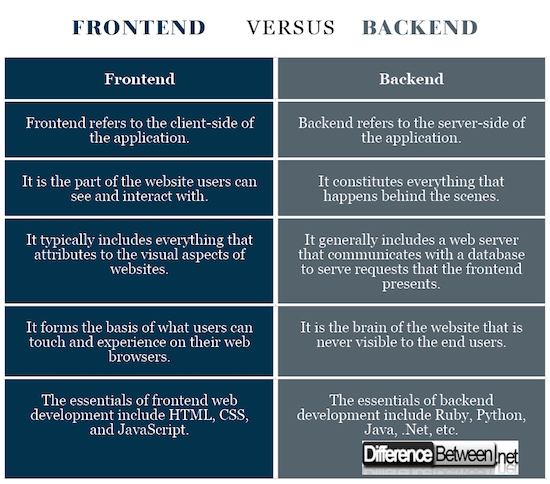 FRONTEND VERSUS BACKEND
Frontend
Backend
Frontend refers to the client-side of
the application.
Backend refers to the server-side of
the application.
It is the part of the website users can
see and interact with.
It constitutes everything that
happens behind the scenes.
It typically includes everything that
attributes to the visual aspects of
websites.
It generally includes a web server
that communicates with a database
to serve requests that the frontend
presents.
It forms the basis of what users can
touch and experience on their web
browsers.
It is the brain of the website that is
never visible to the end users.
The essentials of frontend web
development include HTML, CSS,
and JavaScript.
The essentials of backend
development include Ruby, Python,
Java, .Net, etc.
DifferenceBetween.net